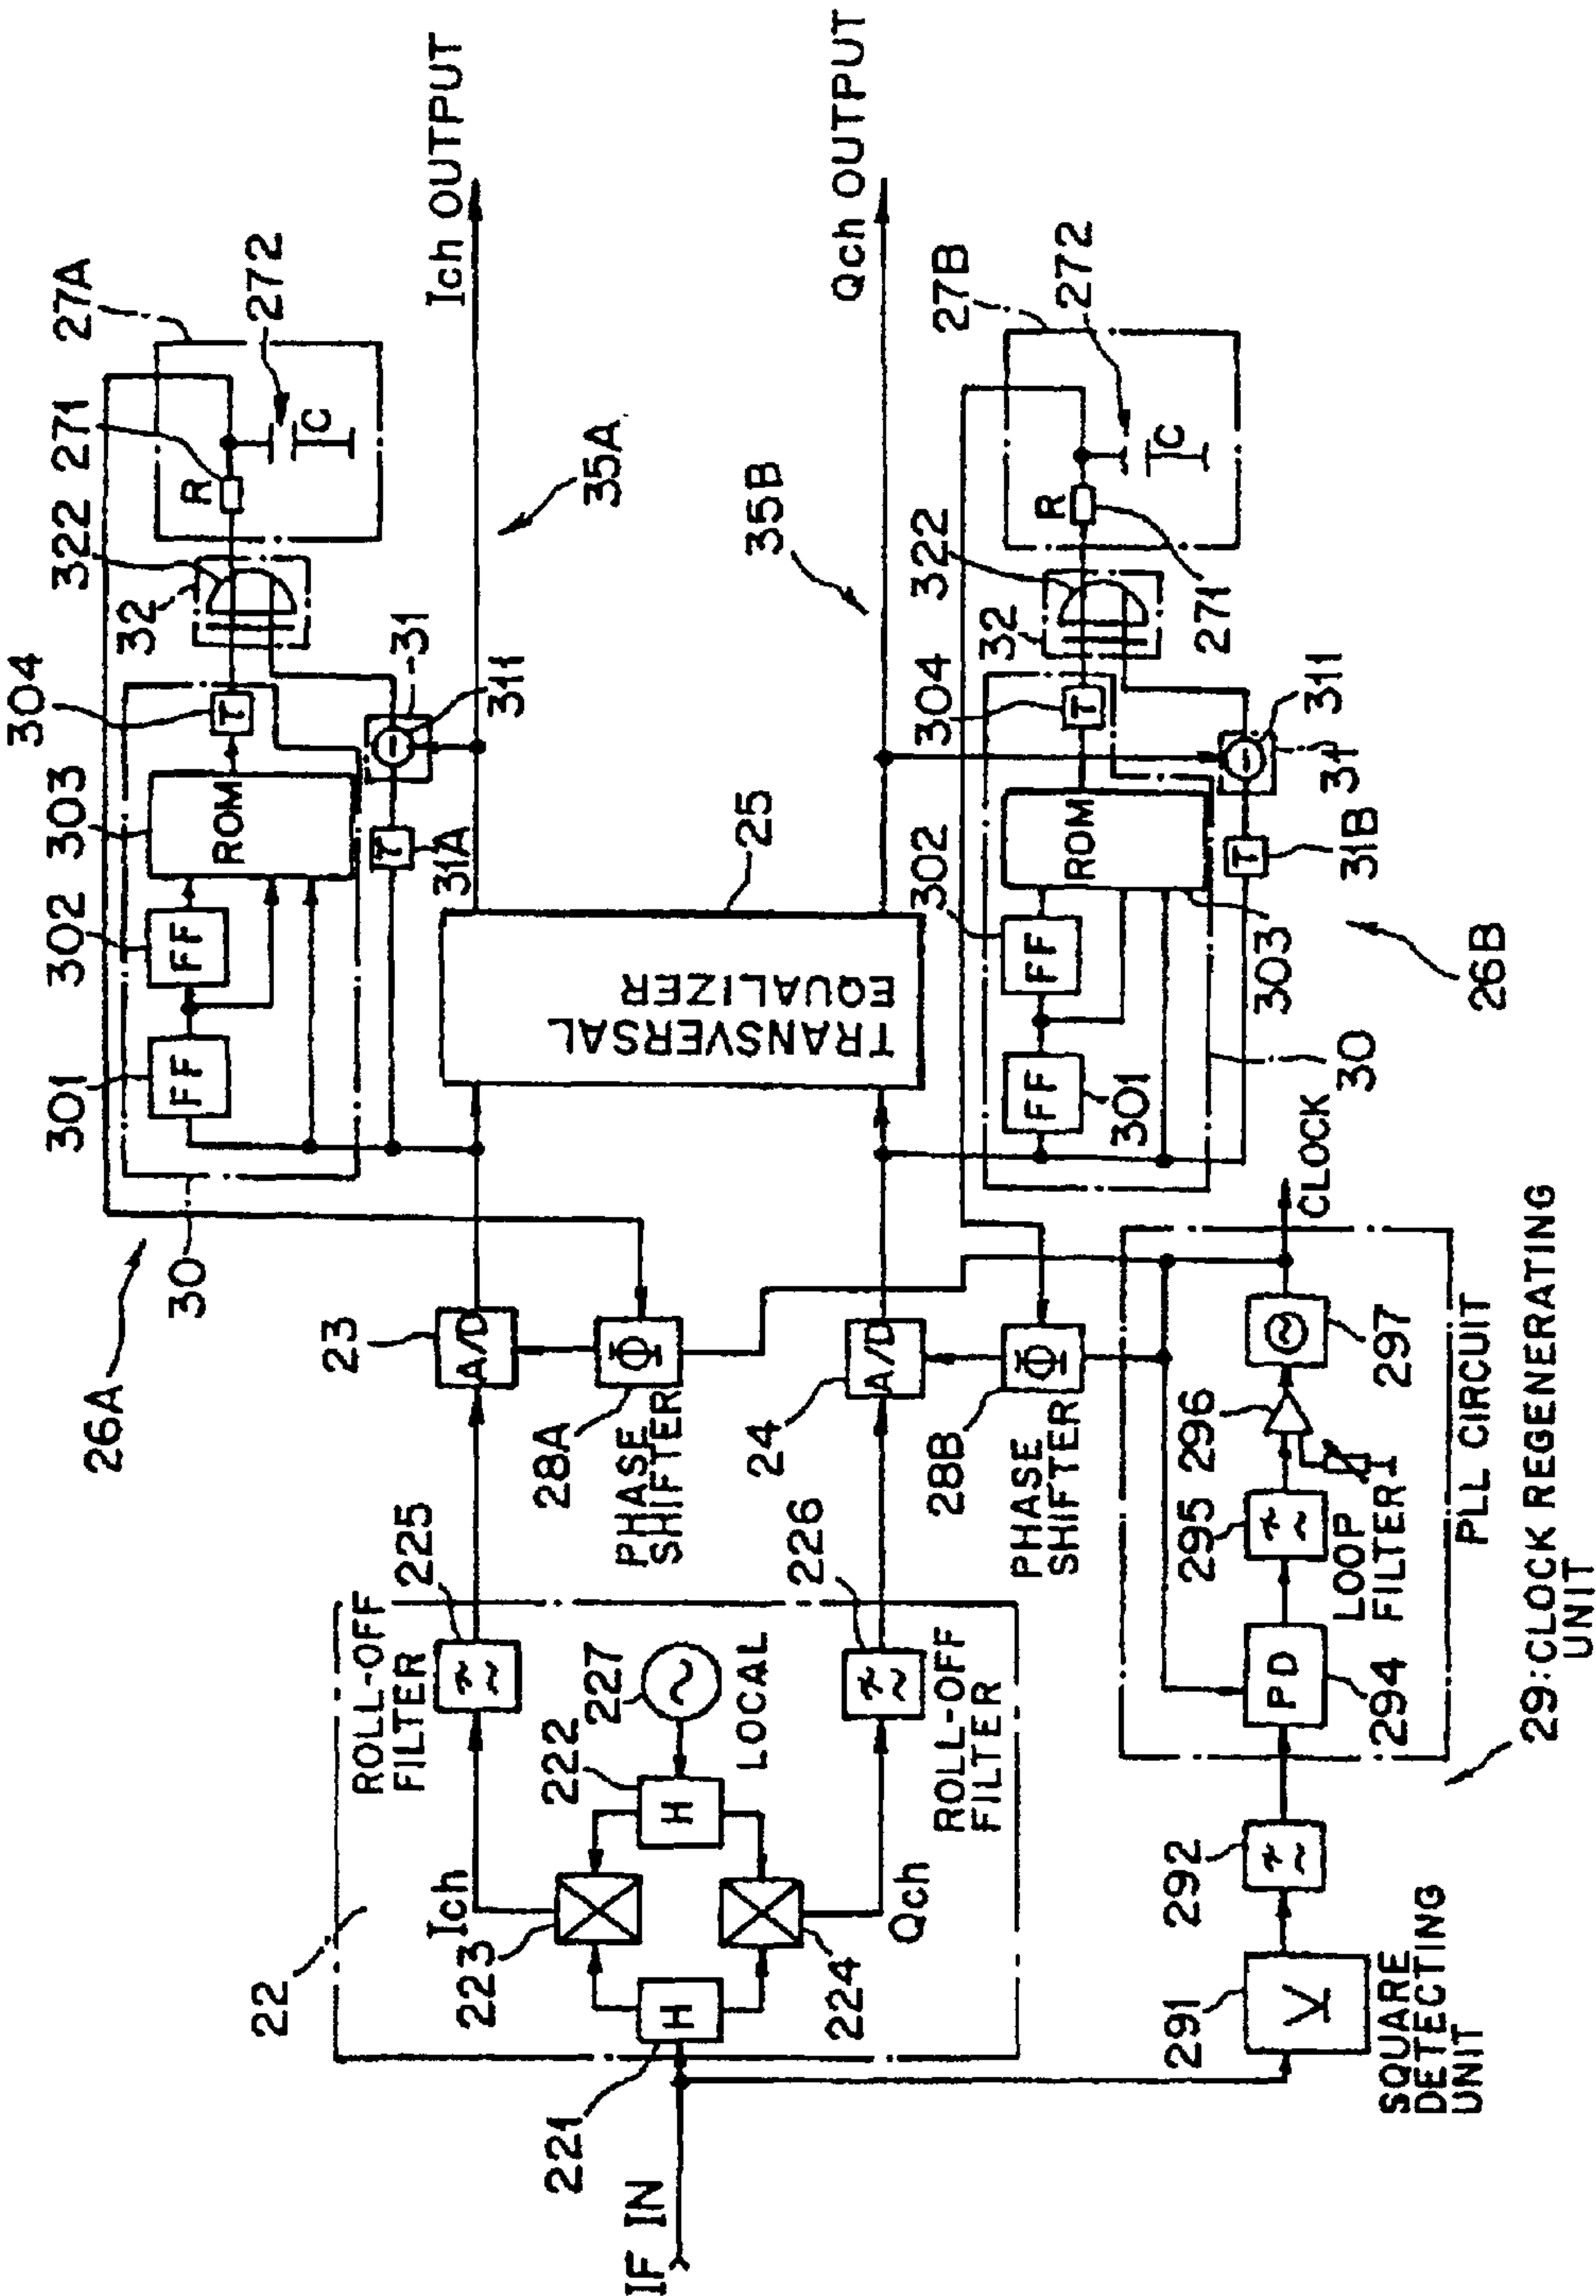 26A
30
301
302
303
304
32
322
271
27A
272
FF
FF
ROM
T
R
C
T
31A
31
311
Ich OUTPUT
35A
22
ROLL-OFF
FILTER
225
23
A/D
Ich
223
222
H
227
LOCAL
28A
Φ
PHASE
SHIFTER
TRANSVERSAL
EQUALIZER
25
IF IN
221
H
224
Qch
ROLL-OFF
FILTER
226
24
A/D
28B
Φ
PHASE
SHIFTER
35B
Qch OUTPUT
302
304
32
322
27B
272
FF
FF
301
ROM
303
T
R
271
C
30
T
31B
31
311
26B
291
SQUARE
DETECTING
UNIT
292
PD
294
295
LOOP
FILTER
296
297
CLOCK
PLL CIRCUIT
29:CLOCK REGENERATING
UNIT